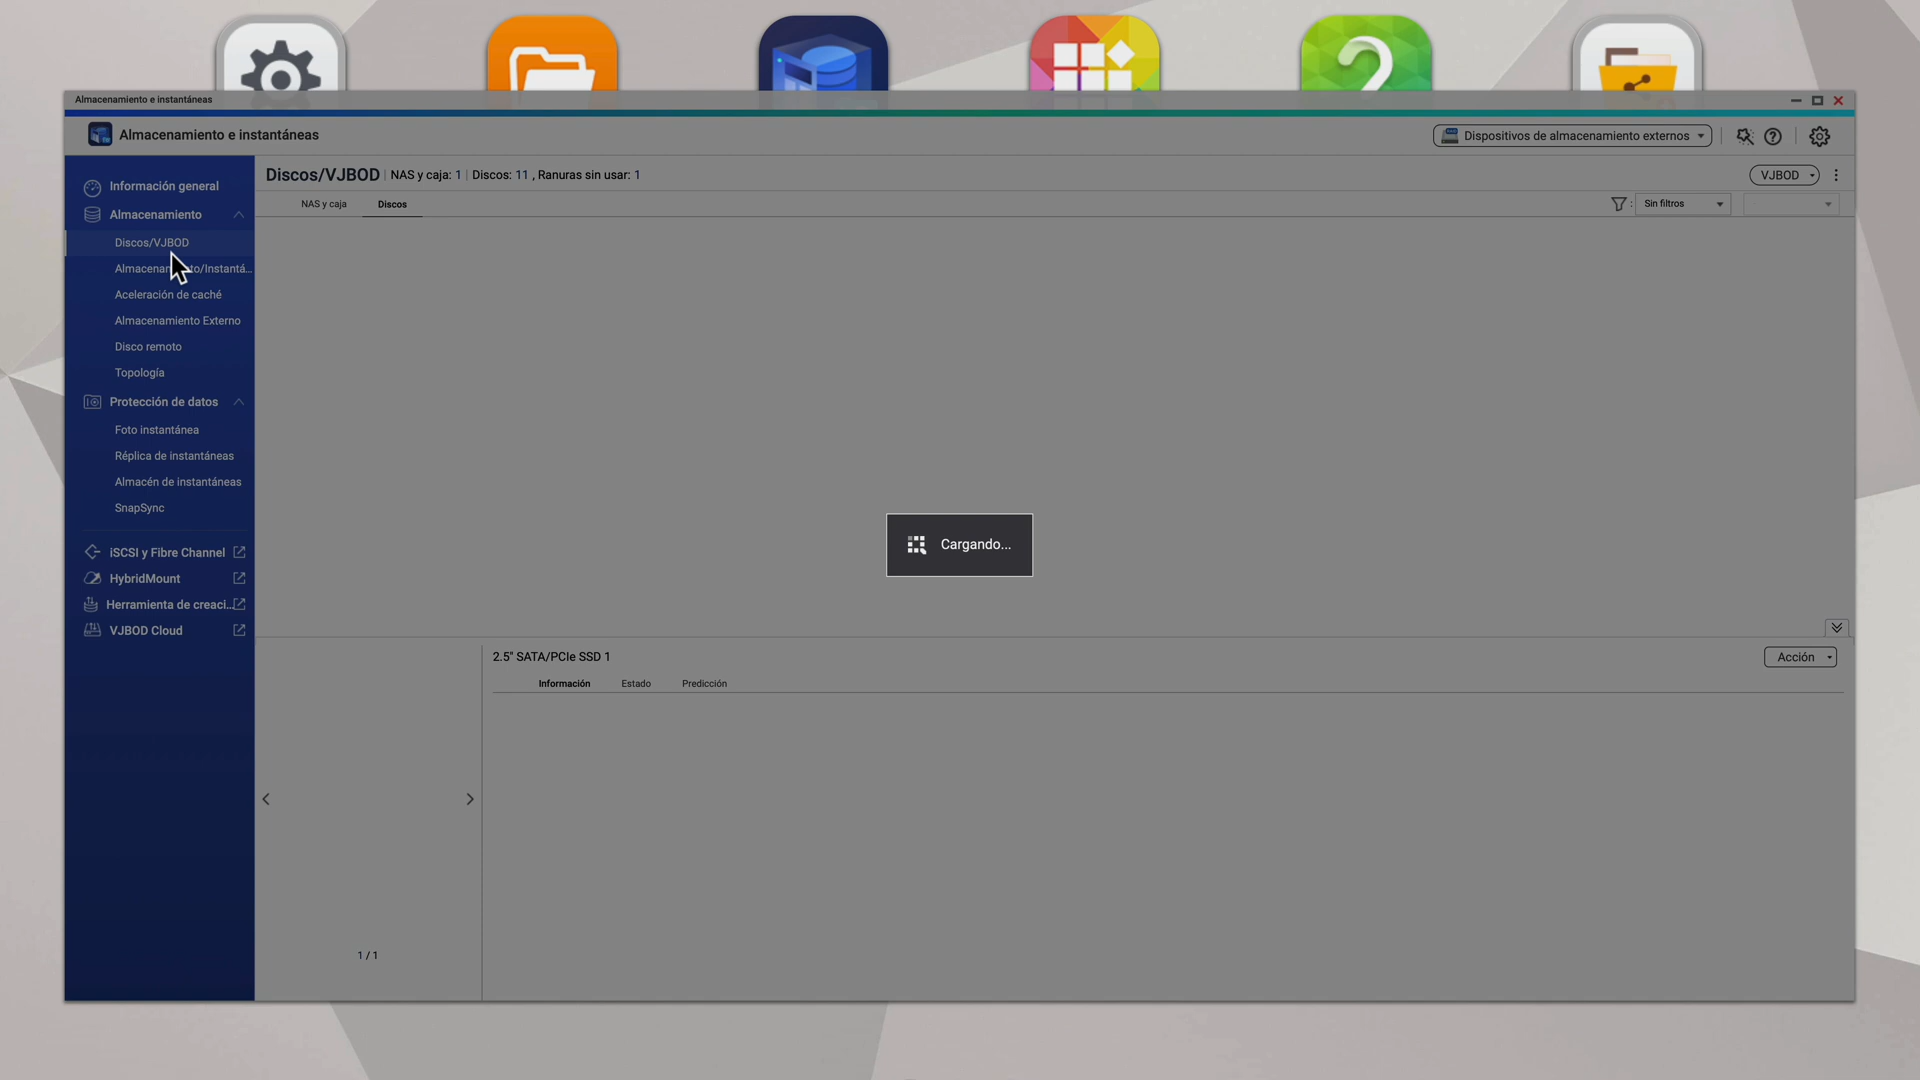 Almacenamiento e instantáneas
Almacenamiento e instantáneas
Dispositivos de almacenamiento externos
Información general
Almacenamiento
Discos/VJBOD
Aceleración de caché
Almacenamiento Externo
Disco remoto
Topología
Protección de datos
Foto instantánea
Réplica de instantáneas
Almacén de instantáneas
SnapSync
iSCSI y Fibre Channel
HybridMount
Herramienta de creaci...
VJBOD Cloud
Discos/VJBOD NAS y caja: 1 Discos: 11 , Ranuras sin usar: 1
VJBOD
NAS y caja Discos
: Sin filtros
Cargando...
1 / 1
2.5" SATA/PCIe SSD 1
Acción
Información Estado Predicción